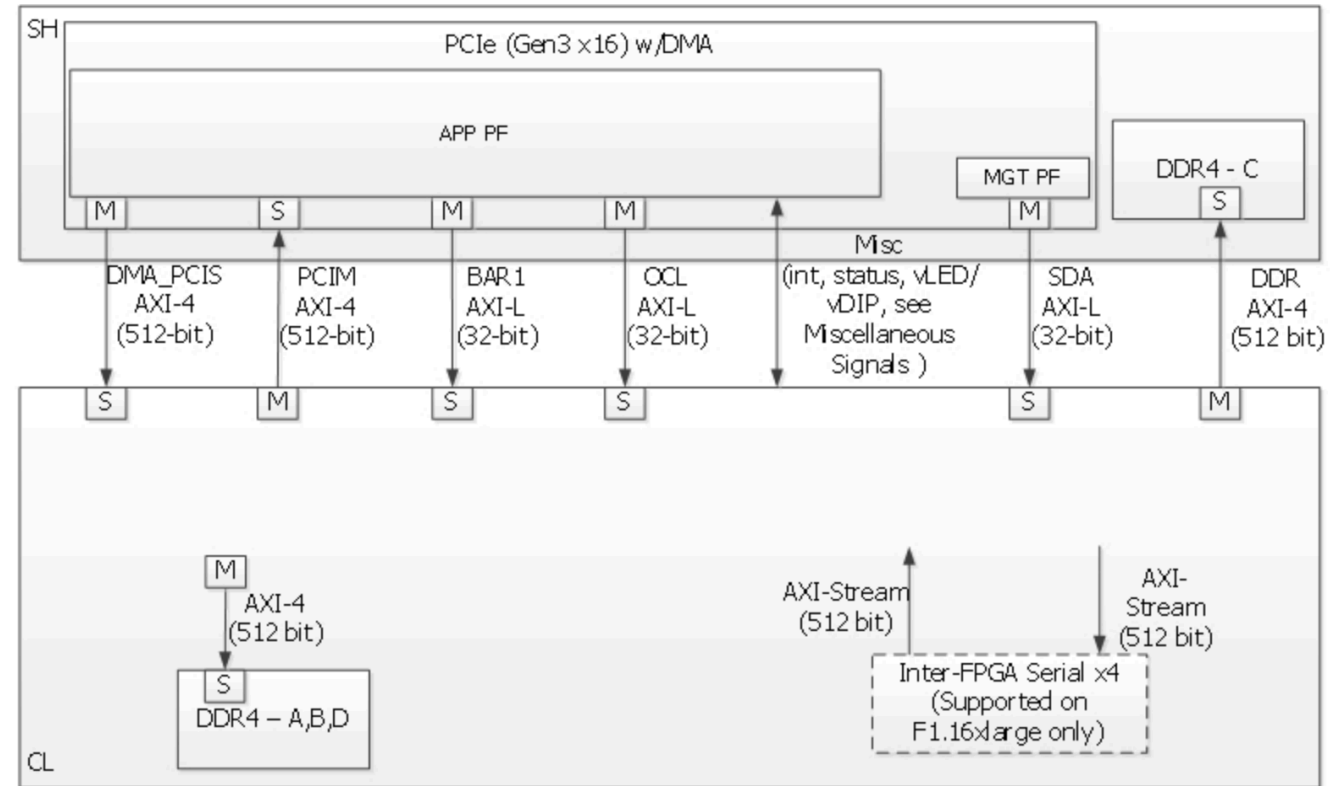 SH
PCIe (Gen3 x16) w/DMA
APP PF
MGT PF
DDR4 - C
M
S
M
M
M
S
DMA_PCIS
AXI-4
(512-bit)
PCIM
AXI-4
(512-bit)
BAR1
AXI-L
(32-bit)
OCL
AXI-L
(32-bit)
Misc
(int, status, vLED/
vDIP, see
Miscellaneous
Signals )
SDA
AXI-L
(32-bit)
DDR
AXI-4
(512 bit)
S
M
S
S
S
M
M
AXI-4
(512 bit)
S
DDR4 – A,B,D
AXI-Stream
(512 bit)
AXI-
Stream
(512 bit)
Inter-FPGA Serial x4
(Supported on
F1.16xlarge only)
CL